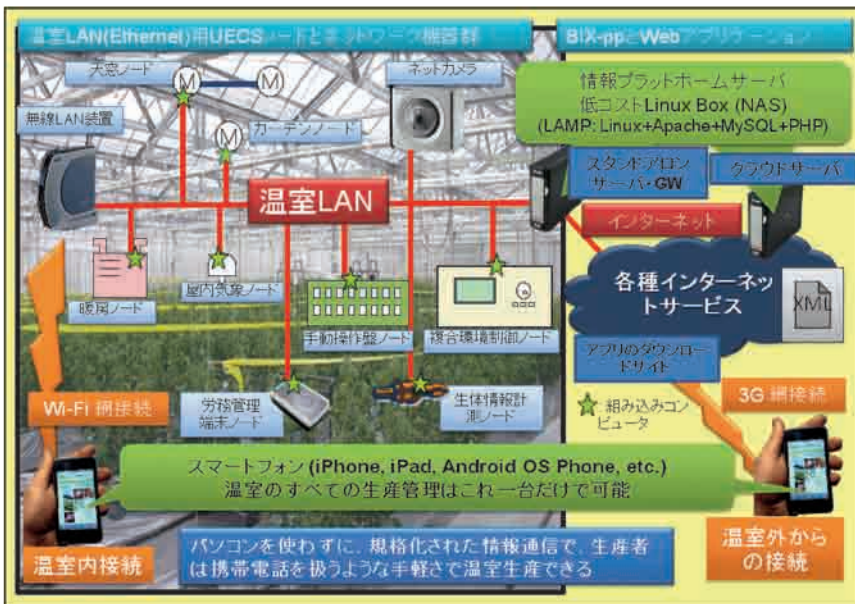 温室LAN(Ethernet)用UECSノードとネットワーク機器群
BIX-ppとWebアプリケーション
天窓ノード
M
M
ネットカメラ
無線LAN装置
M
カーテンノード
情報プラットホームサーバ
低コストLinux Box (NAS)
(LAMP: Linux+Apache+MySQL+PHP)
スタンドアロン
サーバ・GW
クラウドサーバ
温室LAN
インターネット
各種インターネッ
トサービス
XML
暖房ノード
屋内気象ノード
手動操作盤ノード
複合環境制御ノード
アプリのダウンロー
ドサイト
Wi-Fi 網接続
労務管理
端末ノード
生体情報計
測ノード
組み込みコン
ピュータ
3G 網接続
スマートフォン (iPhone, iPad, Android OS Phone, etc.)
温室のすべての生産管理はこれ一台だけで可能
温室内接続
パソコンを使わずに、規格化された情報通信で、生産者
は携帯電話を扱うような手軽さで温室生産できる
温室外から
の接続